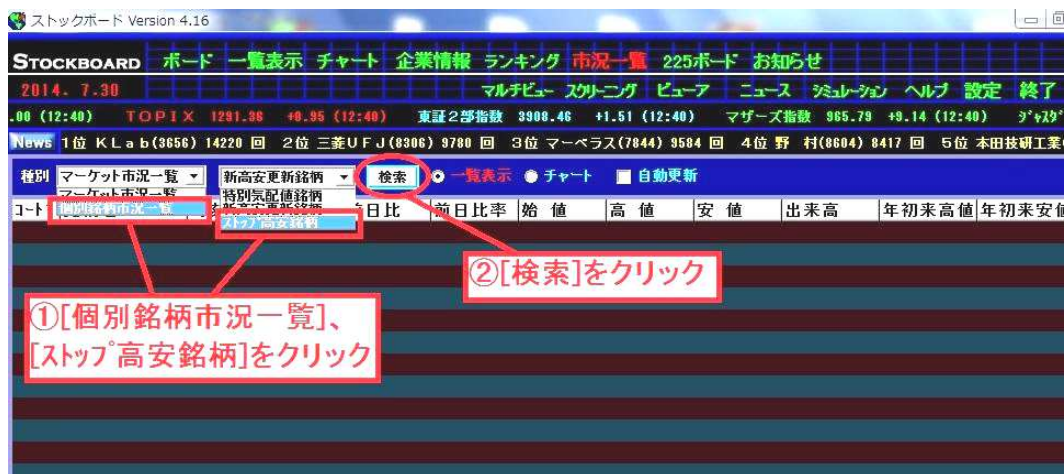 ストックボード Version 4.16
STOCKBOARD ボード 一覧表示 チャート 企業情報 ランキング 市況一覧 225ボード お知らせ
2014. 7.30 マルチビュー スクリーニング ビューア ニュース シミュレーション ヘルプ 設定 終了
.00 (12:40) TOPIX 1291.36 +0.95 (12:40) 東証2部指数 3908.46 +1.51 (12:40) マザーズ指数 965.79 +9.14 (12:40) ジャスダ
News 1位 KLab(3656) 14220 回 2位 三菱UFJ(8306) 9780 回 3位 マーベラス(7844) 9584 回 4位 野 村(8604) 8417 回 5位 本田技研工業
種別 マーケット市況一覧 新高安更新銘柄 検索 一覧表示 チャート 自動更新
マーケット市況一覧 特別気配値銘柄
個別銘柄市況一覧 新高安更新銘柄
ストップ高安銘柄
コート 日比 前日比率 始 値 高 値 安 値 出来高 年初来高値 年初来安値
②[検索]をクリック
①[個別銘柄市況一覧]、
[ストップ高安銘柄]をクリック